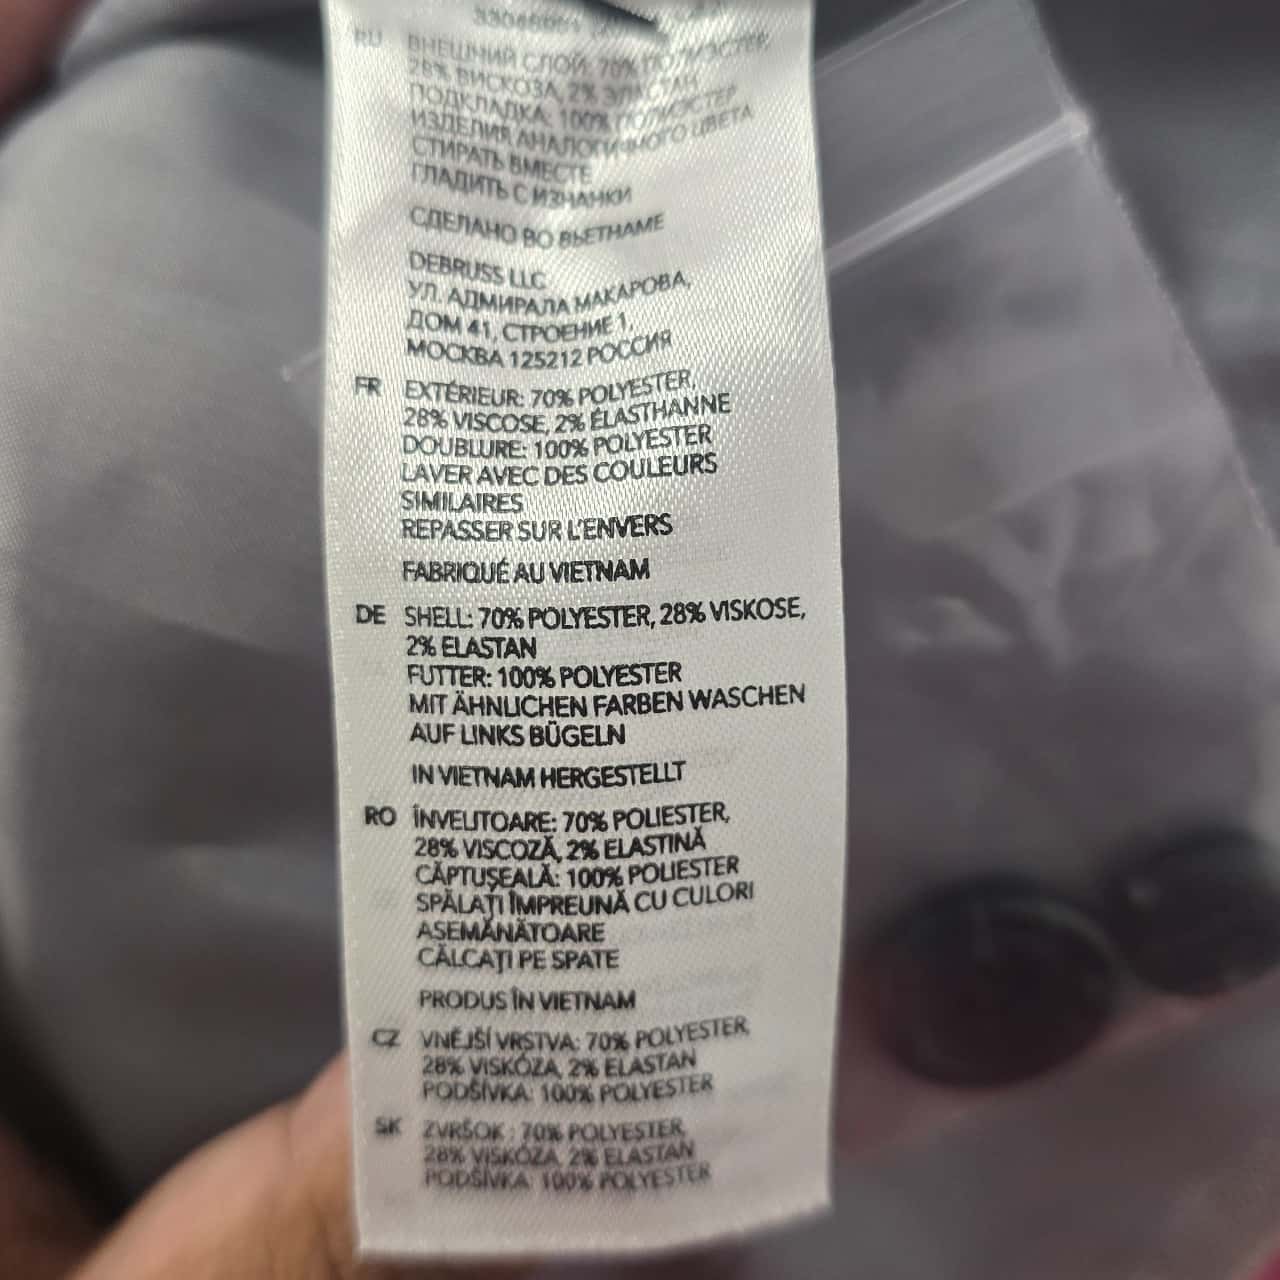 RU ВНЕШНИЙ СЛОЙ: 70% ПОЛИЭСТЕР,
28% ВИСКОЗА, 2% ЭЛАСТАН
ПОДКЛАДКА: 100% ПОЛИЭСТЕР
ИЗДЕЛИЯ АНАЛОГИЧНОГО ЦВЕТА
СТИРАТЬ ВМЕСТЕ
ГЛАДИТЬ С ИЗНАНКИ
СДЕЛАНО ВО ВЬЕТНАМЕ
DEBRUSS LLC
УЛ. АДМИРАЛА МАКАРОВА,
ДОМ 41, СТРОЕНИЕ 1,
МОСКВА 125212 РОССИЯ
FR EXTÉRIEUR: 70% POLYESTER,
28% VISCOSE, 2% ÉLASTHANNE
DOUBLURE: 100% POLYESTER
LAVER AVEC DES COULEURS
SIMILAIRES
REPASSER SUR L'ENVERS
FABRIQUÉ AU VIETNAM
DE SHELL: 70% POLYESTER, 28% VISKOSE,
2% ELASTAN
FUTTER: 100% POLYESTER
MIT ÄHNLICHEN FARBEN WASCHEN
AUF LINKS BÜGELN
IN VIETNAM HERGESTELLT
RO ÎNVELITOARE: 70% POLIESTER,
28% VISCOZĂ, 2% ELASTINĂ
CĂPTUȘEALĂ: 100% POLIESTER
SPĂLAȚI ÎMPREUNĂ CU CULORI
ASEMĂNĂTOARE
CĂLCAȚI PE SPATE
PRODUS ÎN VIETNAM
CZ VNĚJŠÍ VRSTVA: 70% POLYESTER,
28% VISKÓZA, 2% ELASTAN
PODŠÍVKA: 100% POLYESTER
SK ZVRŠOK : 70% POLYESTER,
28% VISKÓZA, 2% ELASTAN
PODŠÍVKA: 100% POLYESTER